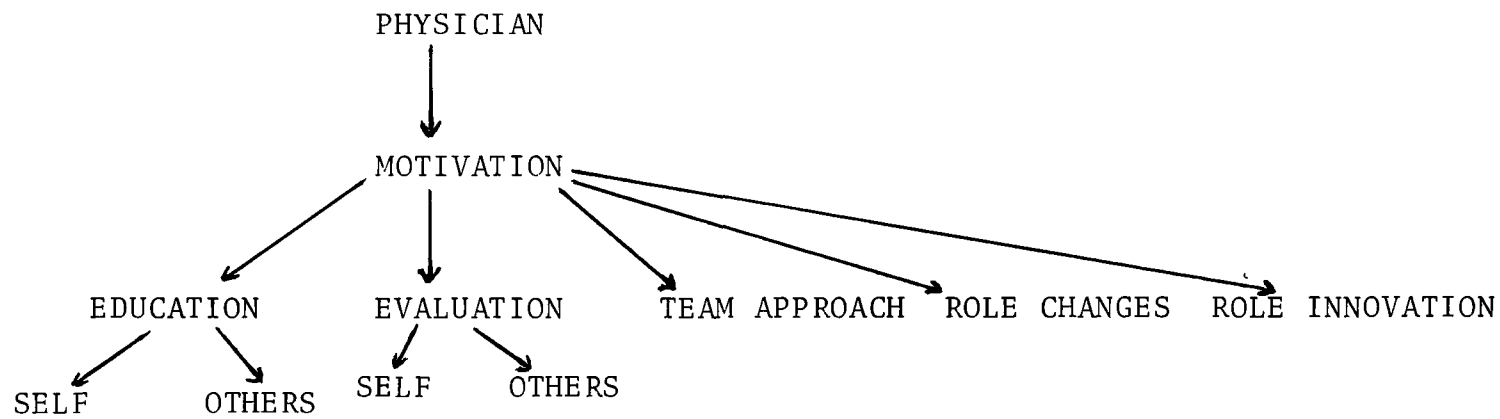 PHYSICIAN
MOTIVATION
EDUCATION EVALUATION TEAM APPROACH ROLE CHANGES ROLE INNOVATION
SELF OTHERS SELF OTHERS